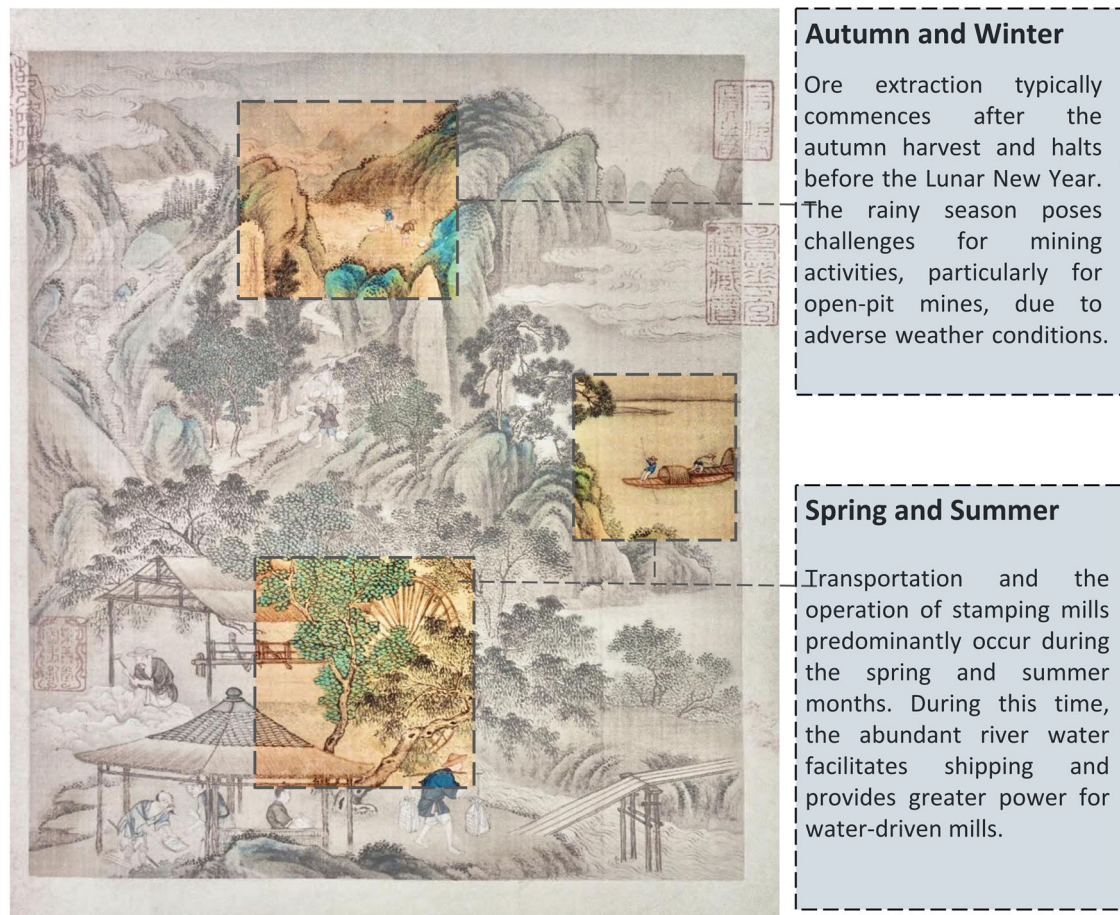 Autumn and Winter
Ore extraction typically
commences after the
autumn harvest and halts
before the Lunar New Year.
The rainy season poses
challenges for mining
activities, particularly for
open-pit mines, due to
adverse weather conditions.
Spring and Summer
Transportation and the
operation of stamping mills
predominantly occur during
the spring and summer
months. During this time,
the abundant river water
facilitates shipping and
provides greater power for
water-driven mills.